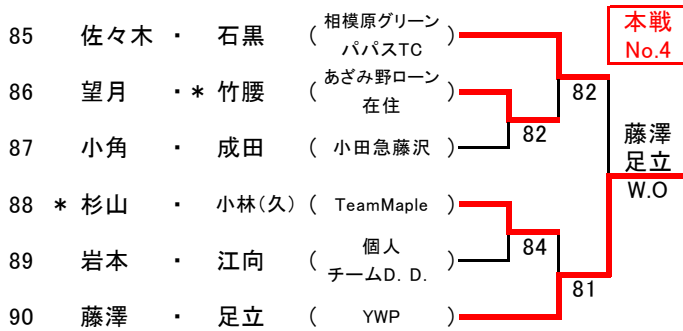 本戦
No.4
85 佐々木 ・ 石黒 ( 相模原グリーン
パパスTC )
86 望月 ・ * 竹腰 ( あざみ野ローン
在住 )
82
82
87 小角 ・ 成田 ( 小田急藤沢 )
藤澤
足立
W.O
88 * 杉山 ・ 小林(久) ( TeamMaple )
89 岩本 ・ 江向 ( 個人
チームD. D. )
84
81
90 藤澤 ・ 足立 ( YWP )